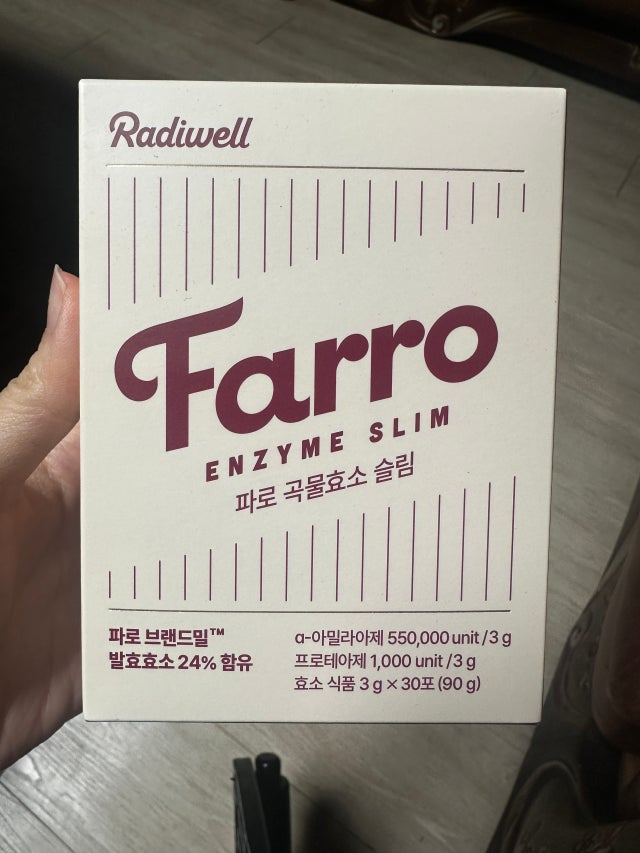 Radiwell
Farro
ENZYME SLIM
파로 곡물효소 슬림
파로 브랜드밀™
발효효소 24% 함유
α-아밀라아제 550,000 unit / 3 g
프로테아제 1,000 unit / 3 g
효소 식품 3 g × 30포 (90 g)